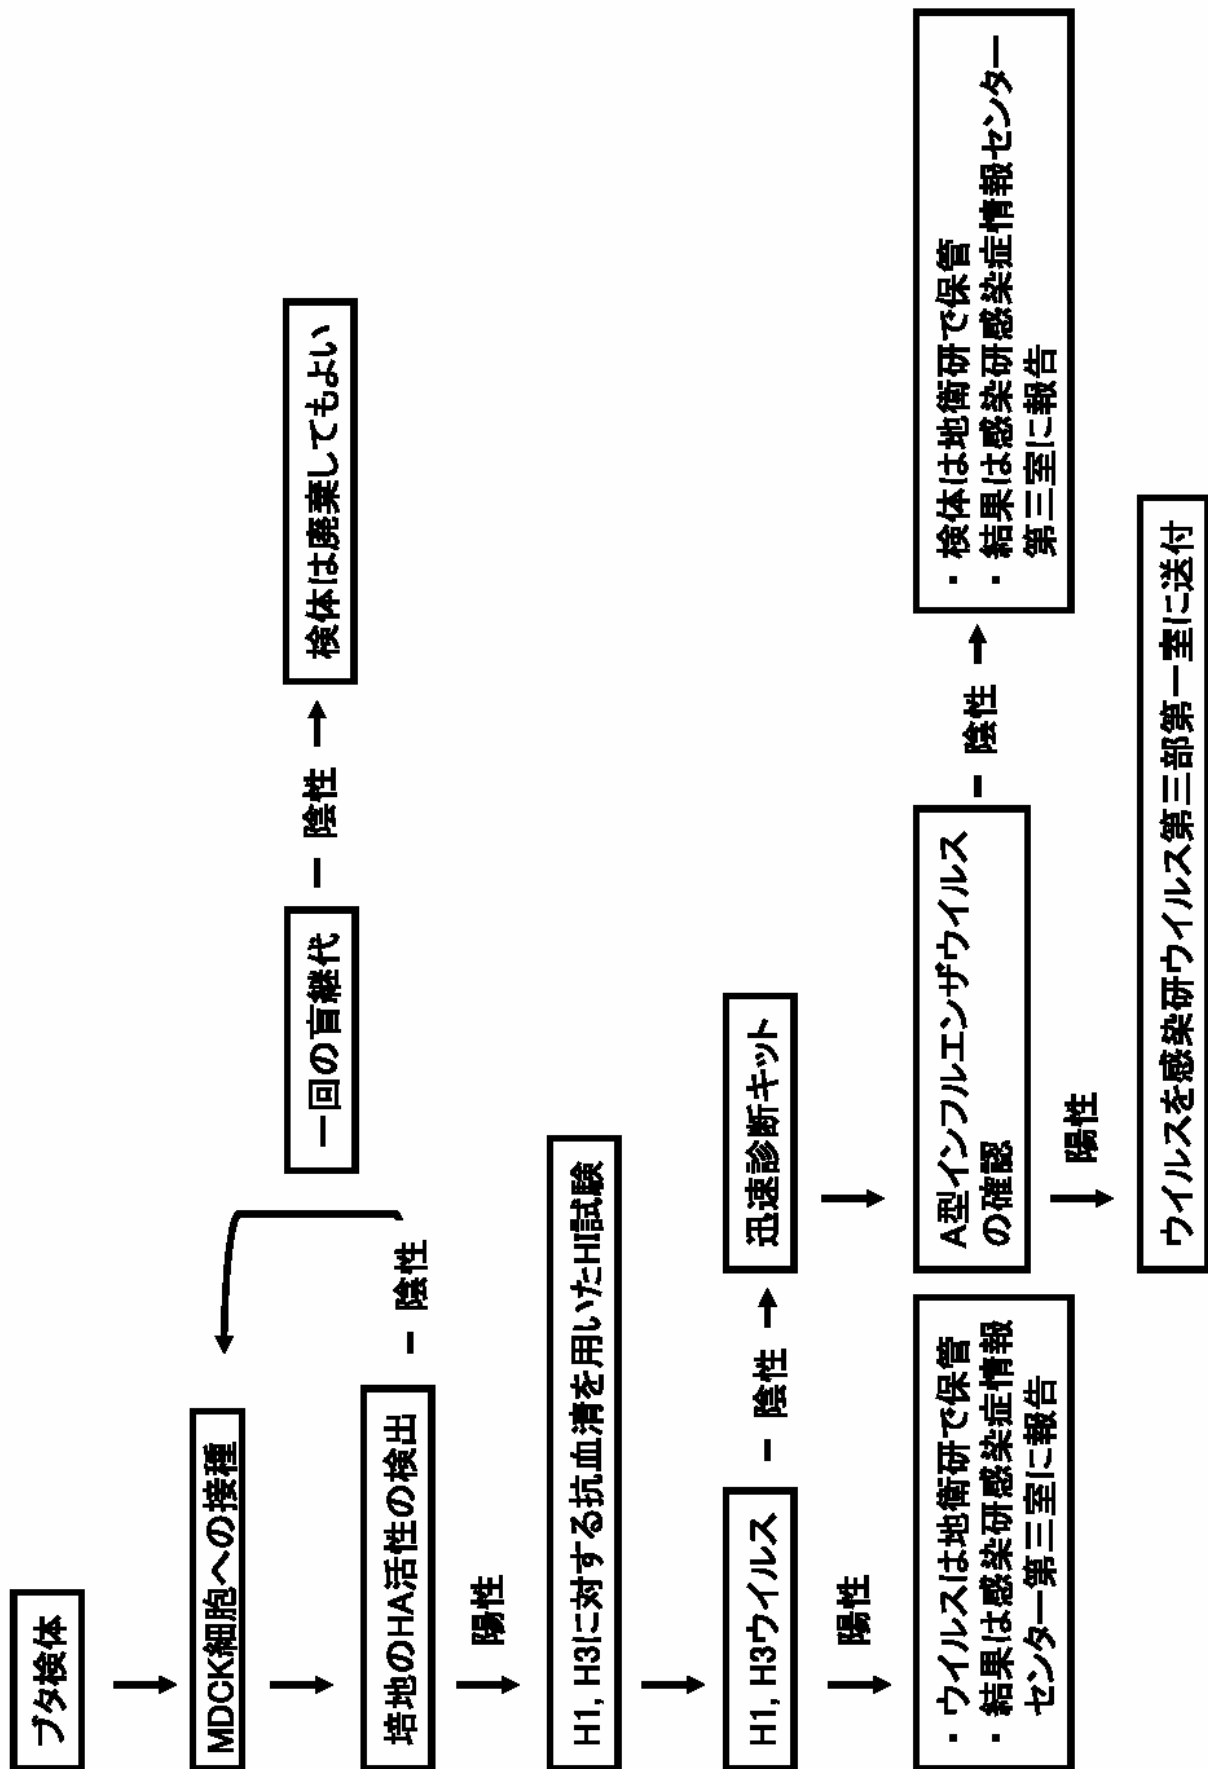 ブタ検体
MDCK細胞への接種
培地のHA活性の検出
陰性
一回の盲継代
陰性
検体は廃棄してもよい
陽性
H1, H3に対する抗血清を用いたHI試験
H1, H3ウイルス
陰性
迅速診断キット
陽性
・ウイルスは地衛研で保管
・結果は感染研感染症情報
センター第三室に報告
A型インフルエンザウイルス
の確認
陰性
・検体は地衛研で保管
・結果は感染研感染症情報センター
第三室に報告
陽性
ウイルスを感染研ウイルス第三部第一室に送付